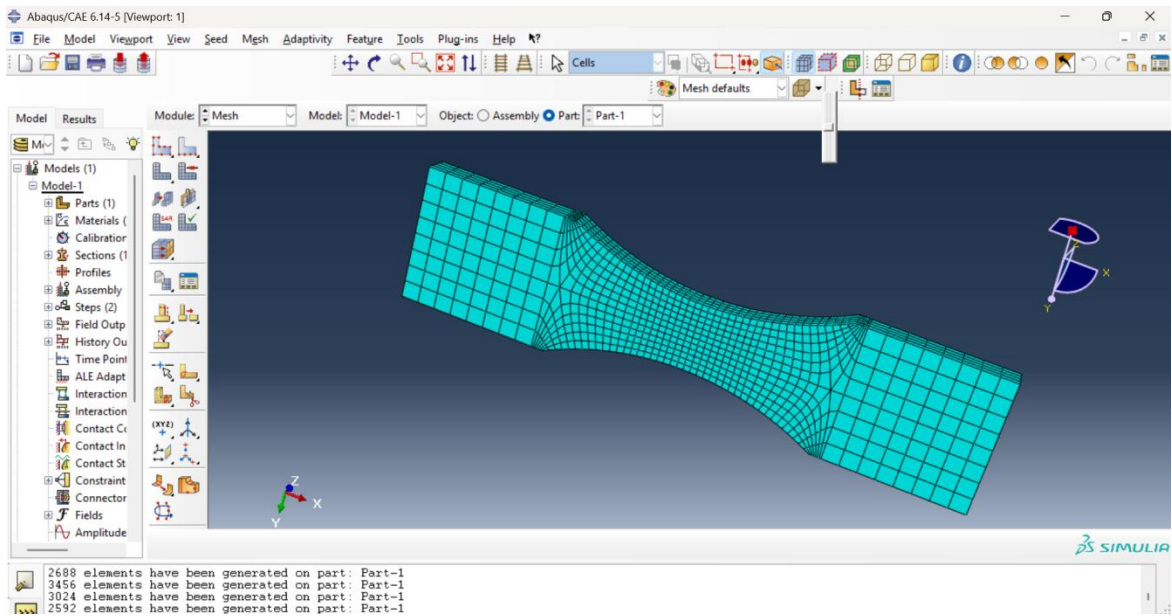 Abaqus/CAE 6.14-5 [Viewport: 1]
File Model Viewport View Seed Mesh Adaptivity Feature Tools Plug-ins Help
Cells
Mesh defaults
Model Results Module: Mesh Model: Model-1 Object: Assembly Part: Part-1
Models (1)
Model-1
Parts (1)
Materials (
Calibration
Sections (1
Profiles
Assembly
Steps (2)
Field Outp
History Ou
Time Point
ALE Adapt
Interaction
Interaction
Contact Co
Contact In
Contact St
Constraint
Connector
Fields
Amplitude
(XYZ)
Z
X
Y
Z
X
Y
SIMULIA
2688 elements have been generated on part: Part-1
3456 elements have been generated on part: Part-1
3024 elements have been generated on part: Part-1
2592 elements have been generated on part: Part-1